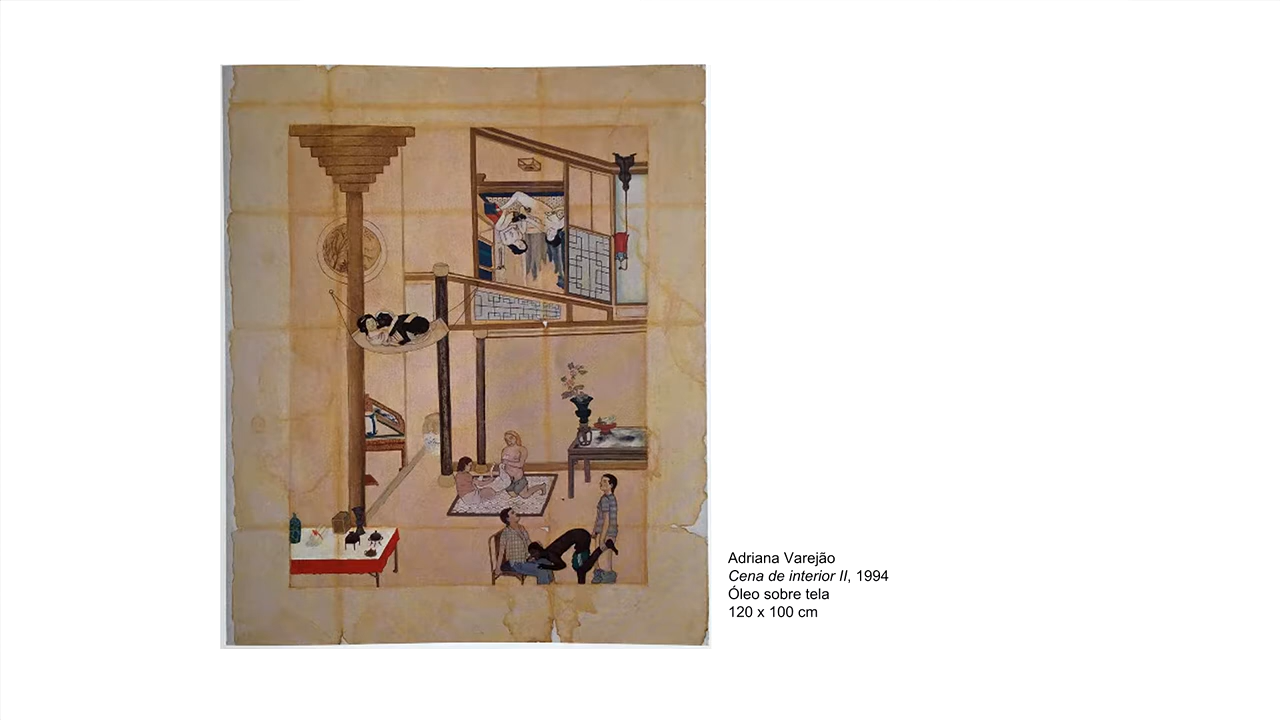 Adriana Varejão
Cena de interior II, 1994
Óleo sobre tela
120 x 100 cm